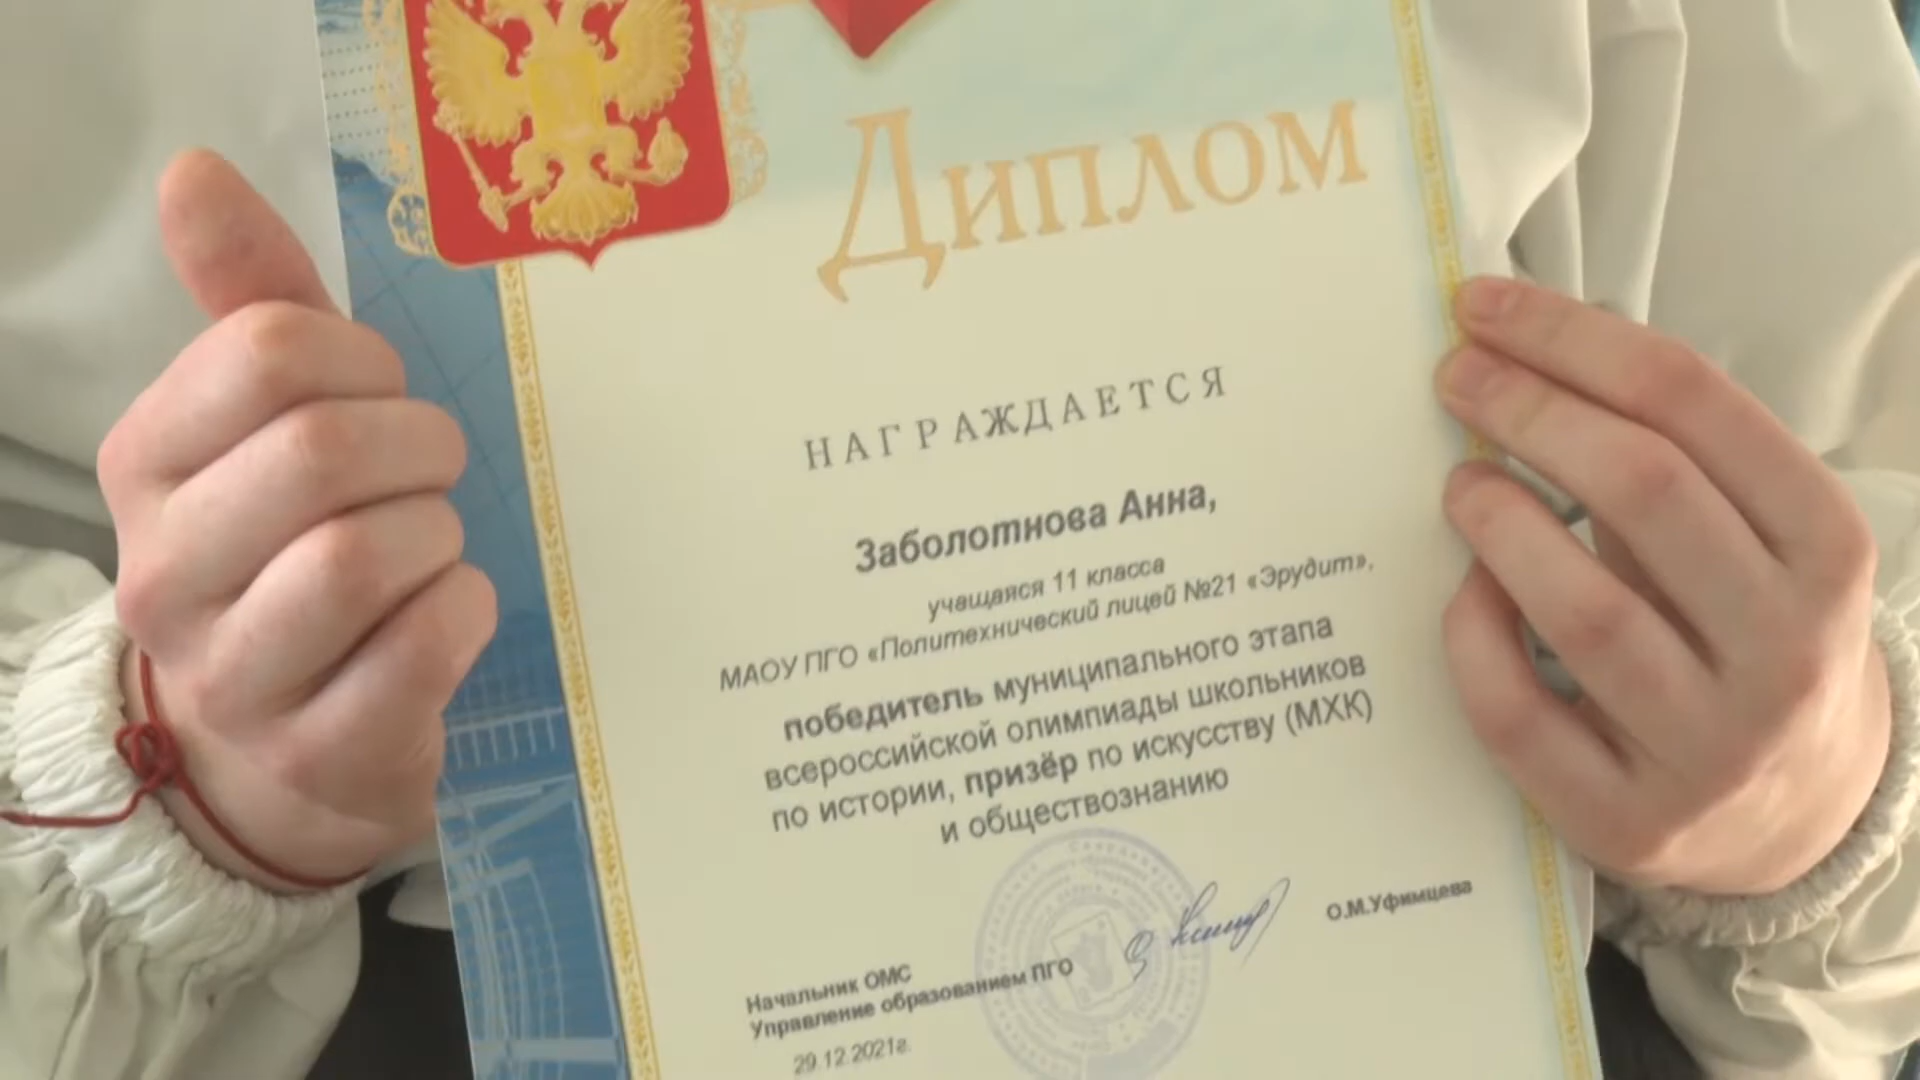 Диплом
НАГРАЖДАЕТСЯ
Заболотнова Анна,
учащаяся 11 класса
МАОУ ПГО «Политехнический лицей №21 «Эрудит»,
победитель муниципального этапа
всероссийской олимпиады школьников
по истории, призёр по искусству (МХК)
и обществознанию
О.М.Уфимцева
Начальник ОМС
Управление образованием ПГО
29.12.2021г.